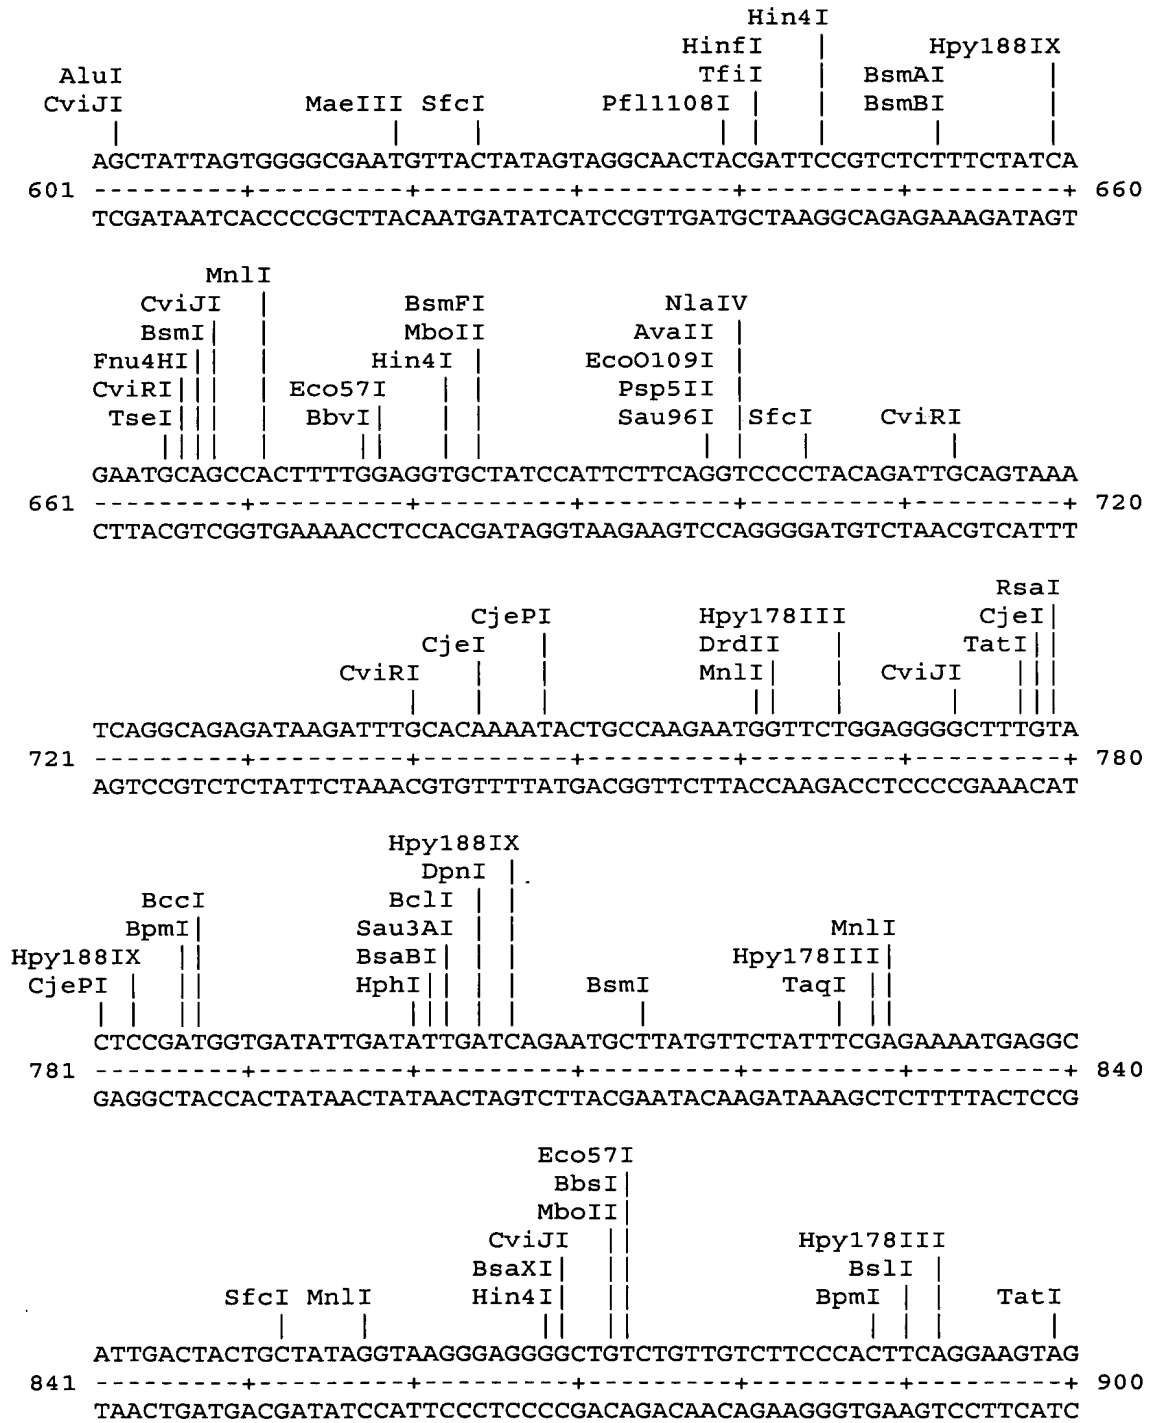 Hin4I
HinfI | Hpy188IX
AluI TfiI | BsmAI |
CviJI MaeIII SfcI Pfl1108I | | BsmBI |
| | | | | | | |
AGCTATTAGTGGGGCGAATGTTACTATAGTAGGCAACTACGATTCCGTCTCTTTCTATCA
601 ---------+---------+---------+---------+---------+---------+ 660
TCGATAATCACCCCGCTTACAATGATATCATCCGTTGATGCTAAGGCAGAGAAAGATAGT
MnlI
CviJI | BsmFI NlaIV
BsmI| | MboII AvaII |
Fnu4HI|| | Hin4I | EcoO109I |
CviRI||| | Eco57I | | Psp5II |
TseI|||| | BbvI| | | Sau96I |SfcI CviRI
|||| | || | | | | | |
GAATGCAGCCACTTTTGGAGGTGCTATCCATTCTTCAGGTCCCCTACAGATTGCAGTAAA
661 ---------+---------+---------+---------+---------+---------+ 720
CTTACGTCGGTGAAAACCTCCACGATAGGTAAGAAGTCCAGGGGATGTCTAACGTCATTT
RsaI
CjePI Hpy178III CjeI|
CjeI | DrdII | TatI||
CviRI | | MnlI| | CviJI |||
| | | || | | |||
TCAGGCAGAGATAAGATTTGCACAAAATACTGCCAAGAATGGTTCTGGAGGGGCTTTGTA
721 ---------+---------+---------+---------+---------+---------+ 780
AGTCCGTCTCTATTCTAAACGTGTTTTATGACGGTTCTTACCAAGACCTCCCCGAAACAT
Hpy188IX
DpnI |
BccI BclI | |
BpmI| Sau3AI | | MnlI
Hpy188IX || BsaBI| | | Hpy178III|
CjePI | || HphI|| | | BsmI TaqI ||
| | || ||| | | | | ||
CTCCGATGGTGATATTGATATTGATCAGAATGCTTATGTTCTATTTCGAGAAAATGAGGC
781 ---------+---------+---------+---------+---------+---------+ 840
GAGGCTACCACTATAACTATAACTAGTCTTACGAATACAAGATAAAGCTCTTTTACTCCG
Eco57I
BbsI|
MboII||
CviJI || Hpy178III
BsaXI| || BslI |
SfcI MnlI Hin4I| || BpmI | | TatI
| | || || | | | |
ATTGACTACTGCTATAGGTAAGGGAGGGGCTGTCTGTTGTCTTCCCACTTCAGGAAGTAG
841 ---------+---------+---------+---------+---------+---------+ 900
TAACTGATGACGATATCCATTCCCTCCCCGACAGACAACAGAAGGGTGAAGTCCTTCATC